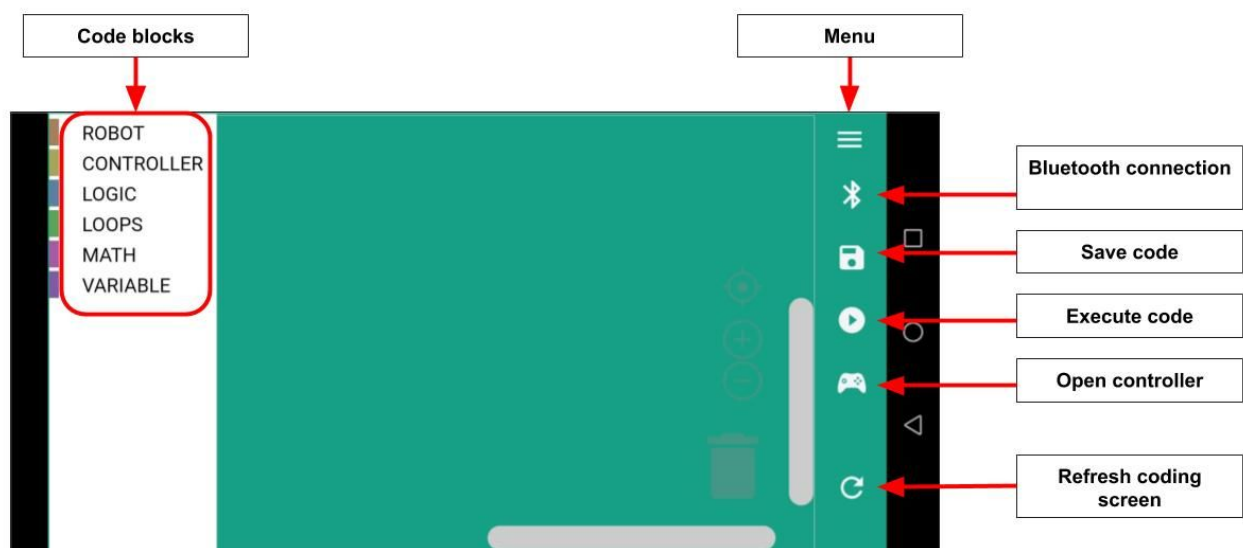 Code blocks
Menu
ROBOT
CONTROLLER
LOGIC
LOOPS
MATH
VARIABLE
Bluetooth connection
Save code
Execute code
Open controller
Refresh coding
screen